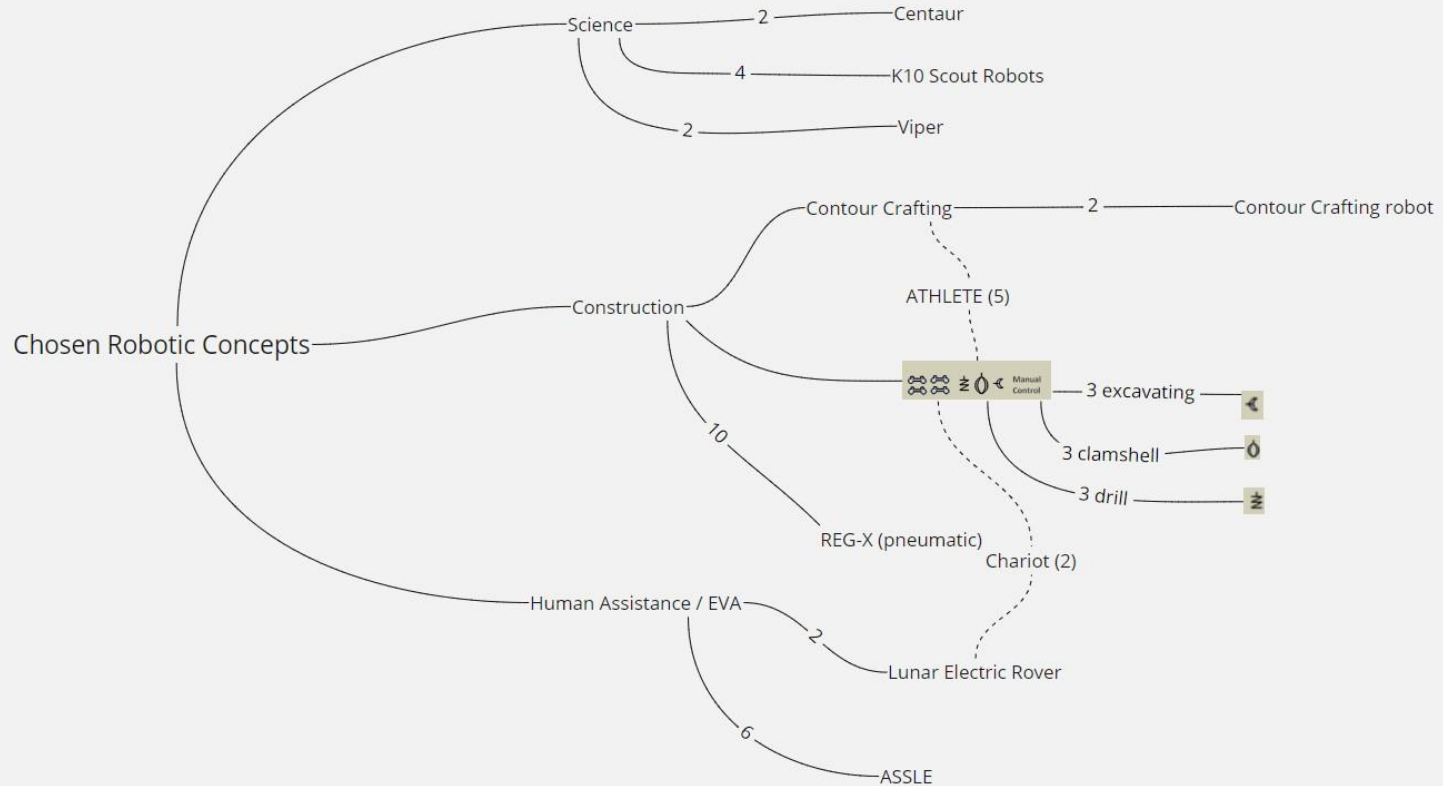 Science
2
Centaur
4
K10 Scout Robots
2
Viper
Contour Crafting
2
Contour Crafting robot
ATHLETE (5)
Construction
Chosen Robotic Concepts
Manual
Control
3 excavating
3 clamshell
3 drill
10
REG-X (pneumatic)
Chariot (2)
Human Assistance / EVA
2
Lunar Electric Rover
6
ASSLE